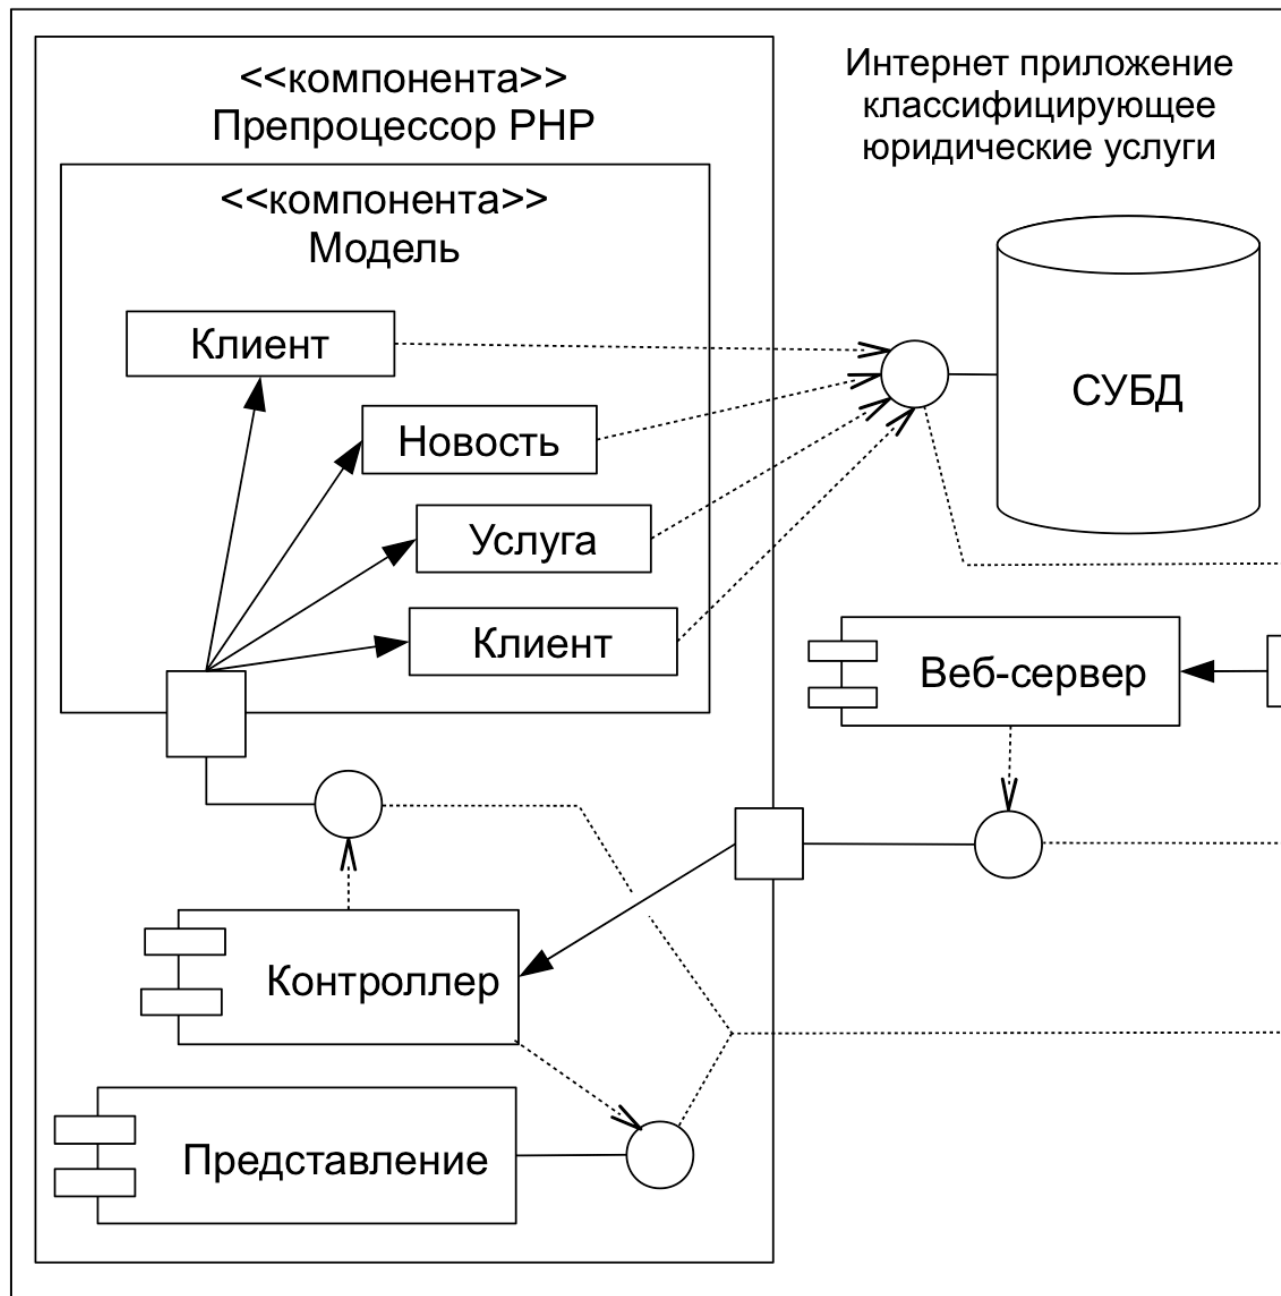 <<компонента>>
Препроцессор PHP
<<компонента>>
Модель
Клиент
Новость
Услуга
Клиент
Контроллер
Представление
Интернет приложение
классифицирующее
юридические услуги
СУБД
Веб-сервер